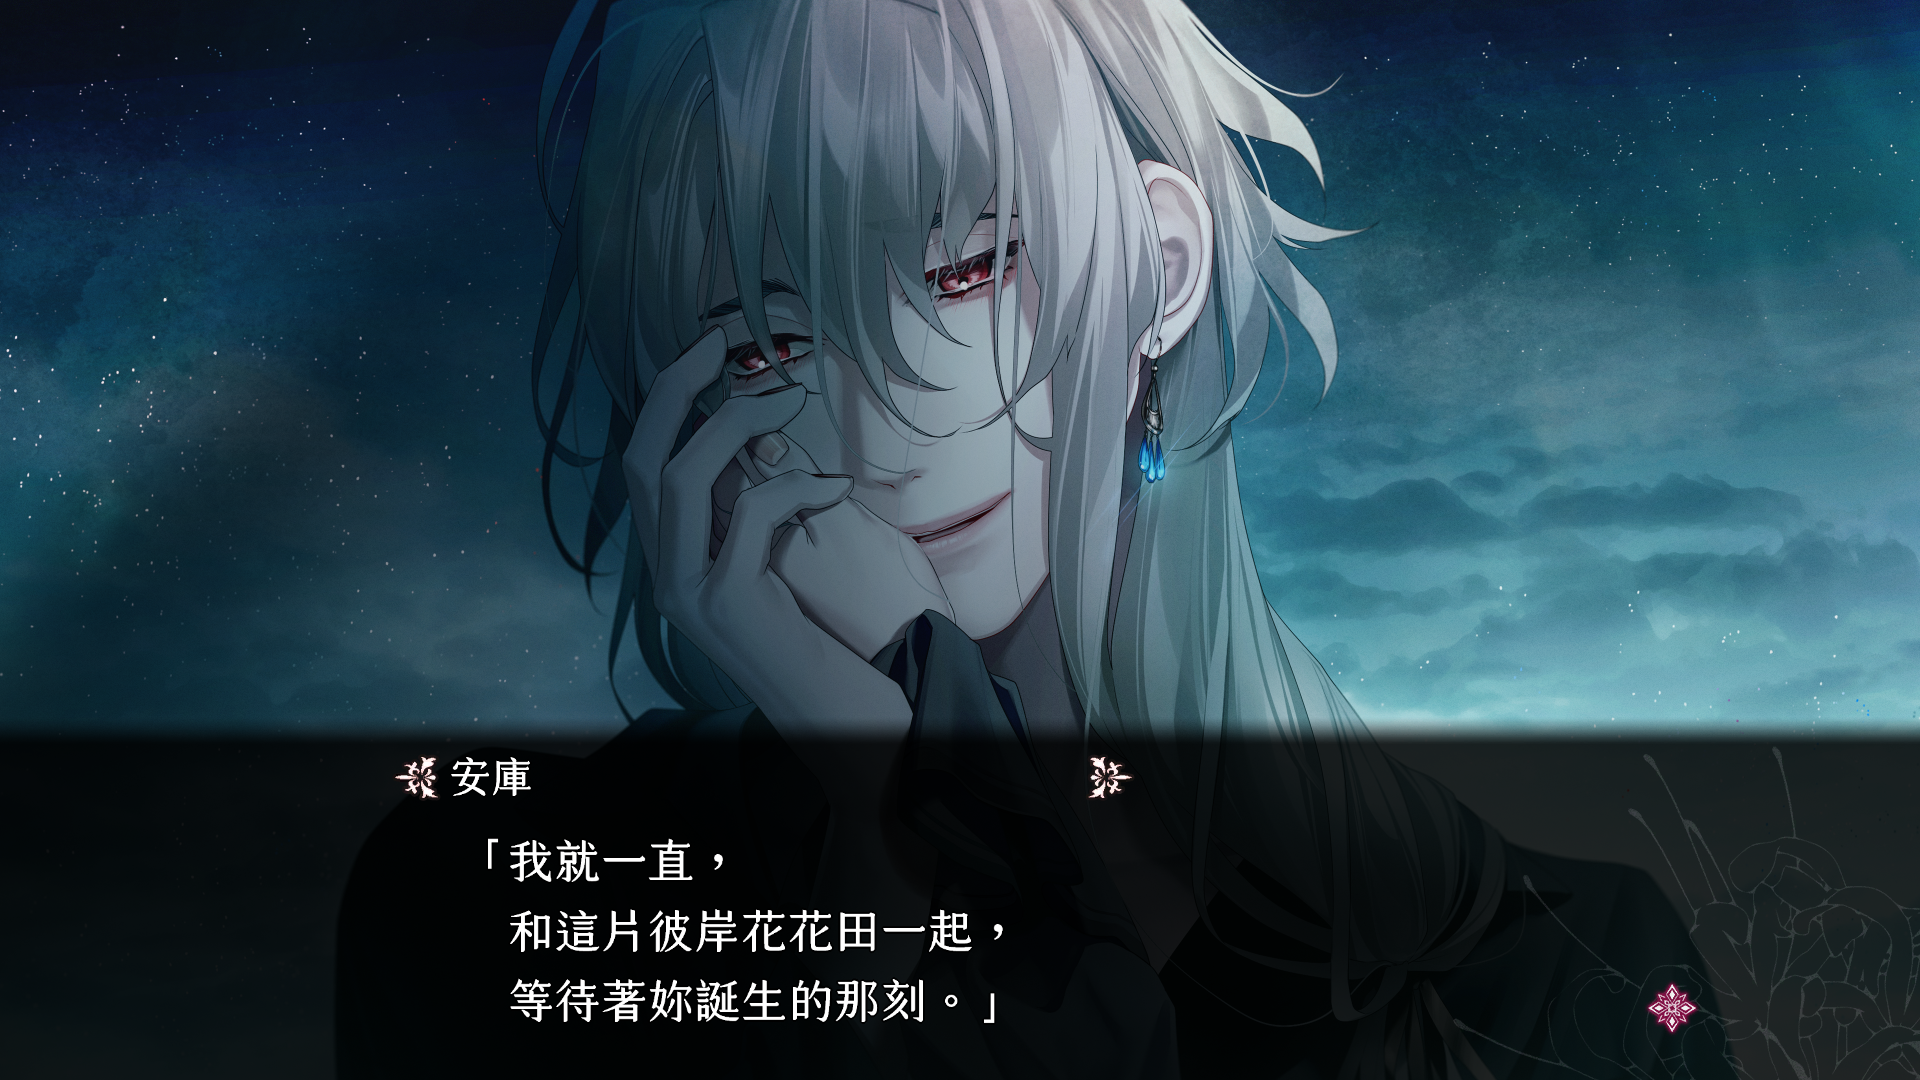 安庫
「我就一直，
和這片彼岸花花田一起，
等待著妳誕生的那刻。」